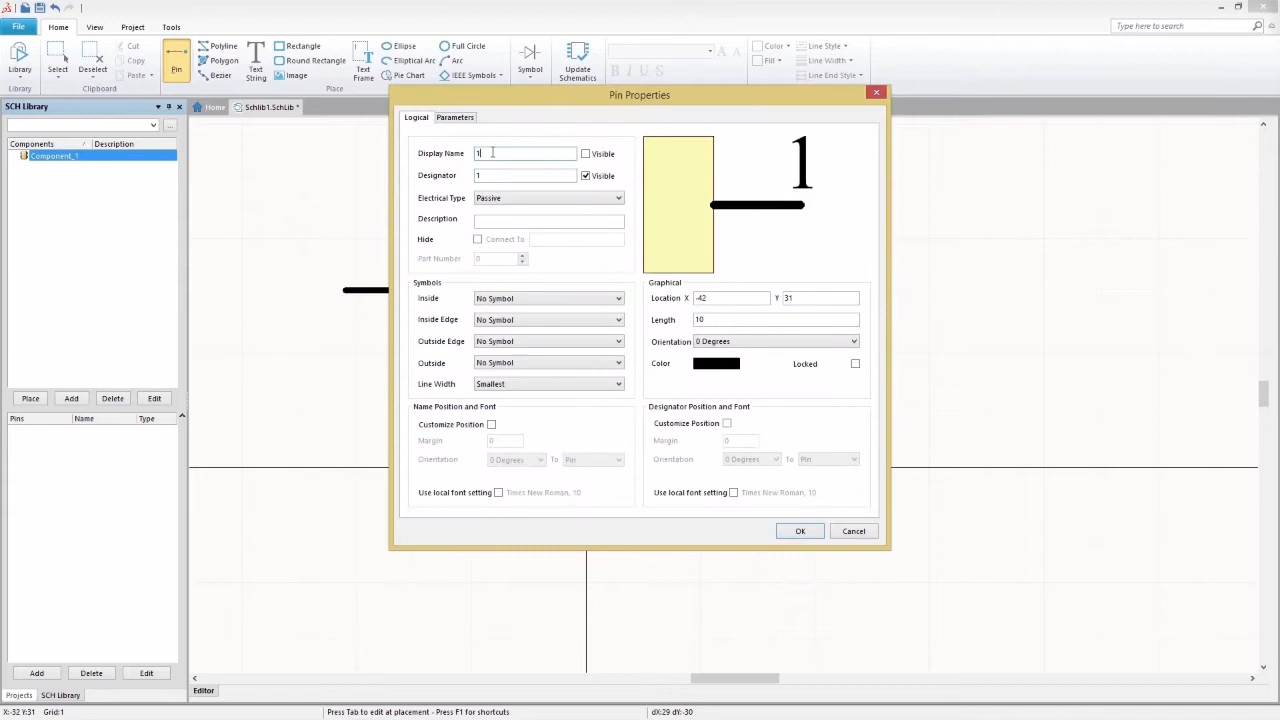 File
Home
View
Project
Tools
Type here to search
Library
Select
Deselect
Cut
Copy
Paste
Pin
Polyline
Polygon
Bezier
Text
String
Rectangle
Round Rectangle
Image
Text
Frame
Ellipse
Elliptical Arc
Pie Chart
Full Circle
Arc
IEEE Symbols
Symbol
Update
Schematics
A A
B I U S
Color
Fill
Line Style
Line Width
Line End Style
Library
Clipboard
Place
SCH Library
Home
Schlib1.SchLib *
Components / Description
Component_1
Place Add Delete Edit
Pins Name Type
Add Delete Edit
Projects SCH Library
Pin Properties
Logical Parameters
Display Name 1 Visible
Designator 1 Visible
Electrical Type Passive
Description
Hide Connect To
Part Number 0
1
Symbols
Inside No Symbol
Inside Edge No Symbol
Outside Edge No Symbol
Outside No Symbol
Line Width Smallest
Graphical
Location X -42 Y 31
Length 10
Orientation 0 Degrees
Color Locked
Name Position and Font
Customize Position
Margin 0
Orientation 0 Degrees To Pin
Use local font setting Times New Roman, 10
Designator Position and Font
Customize Position
Margin 0
Orientation 0 Degrees To Pin
Use local font setting Times New Roman, 10
OK Cancel
Editor
X:-32 Y:31 Grid:1
Press Tab to edit at placement - Press F1 for shortcuts
dX:29 dY:-30